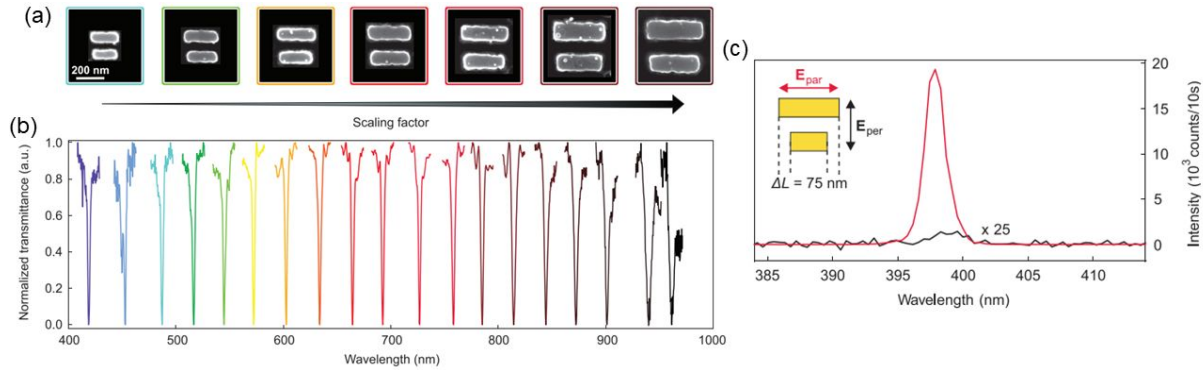 (a)
200 nm
Scaling factor
(b)
Normalized transmittance (a.u.)
1.0
0.8
0.6
0.4
0.2
0.0
400 500 600 700 800 900 1000
Wavelength (nm)
(c)
E par
E per
ΔL = 75 nm
x 25
20
15
10
5
0
Intensity (10³ counts/10s)
385 390 395 400 405 410
Wavelength (nm)